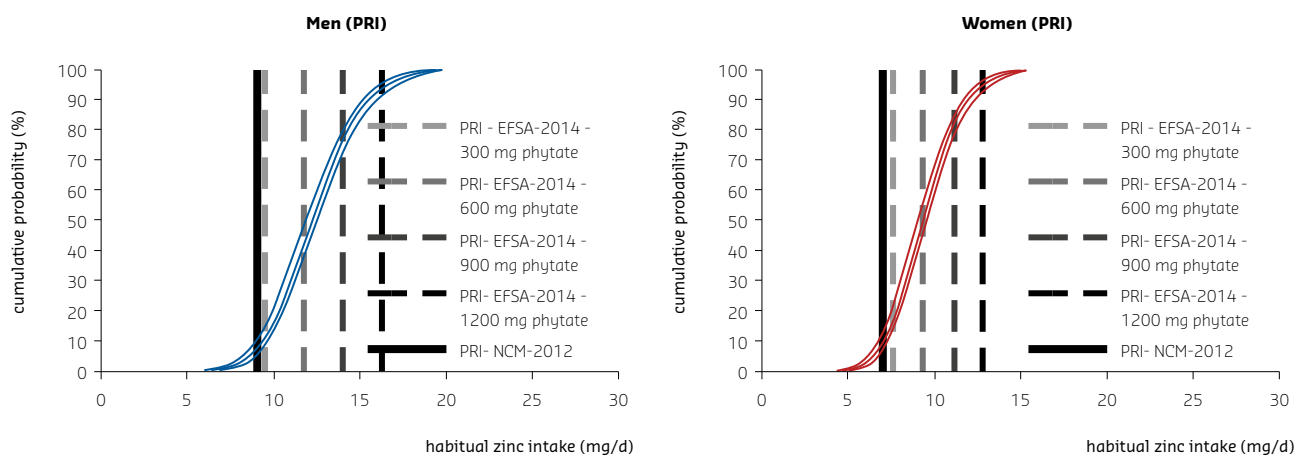 Men (PRI)
cumulative probability (%)
100
90
80
70
60
50
40
30
20
10
0
0 5 10 15 20 25 30
habitual zinc intake (mg/d)
PRI - EFSA-2014 -
300 mg phytate
PRI- EFSA-2014 -
600 mg phytate
PRI- EFSA-2014 -
900 mg phytate
PRI- EFSA-2014 -
1200 mg phytate
PRI- NCM-2012
Women (PRI)
cumulative probability (%)
100
90
80
70
60
50
40
30
20
10
0
0 5 10 15 20 25 30
habitual zinc intake (mg/d)
PRI - EFSA-2014 -
300 mg phytate
PRI- EFSA-2014 -
600 mg phytate
PRI- EFSA-2014 -
900 mg phytate
PRI- EFSA-2014 -
1200 mg phytate
PRI- NCM-2012